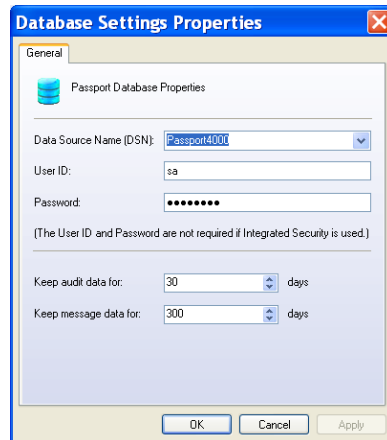 Database Settings Properties
General
Passport Database Properties
Data Source Name (DSN): Passport4000
User ID: sa
Password: ●●●●●●●●
(The User ID and Password are not required if Integrated Security is used.)
Keep audit data for: 30 days
Keep message data for: 300 days
OK Cancel Apply